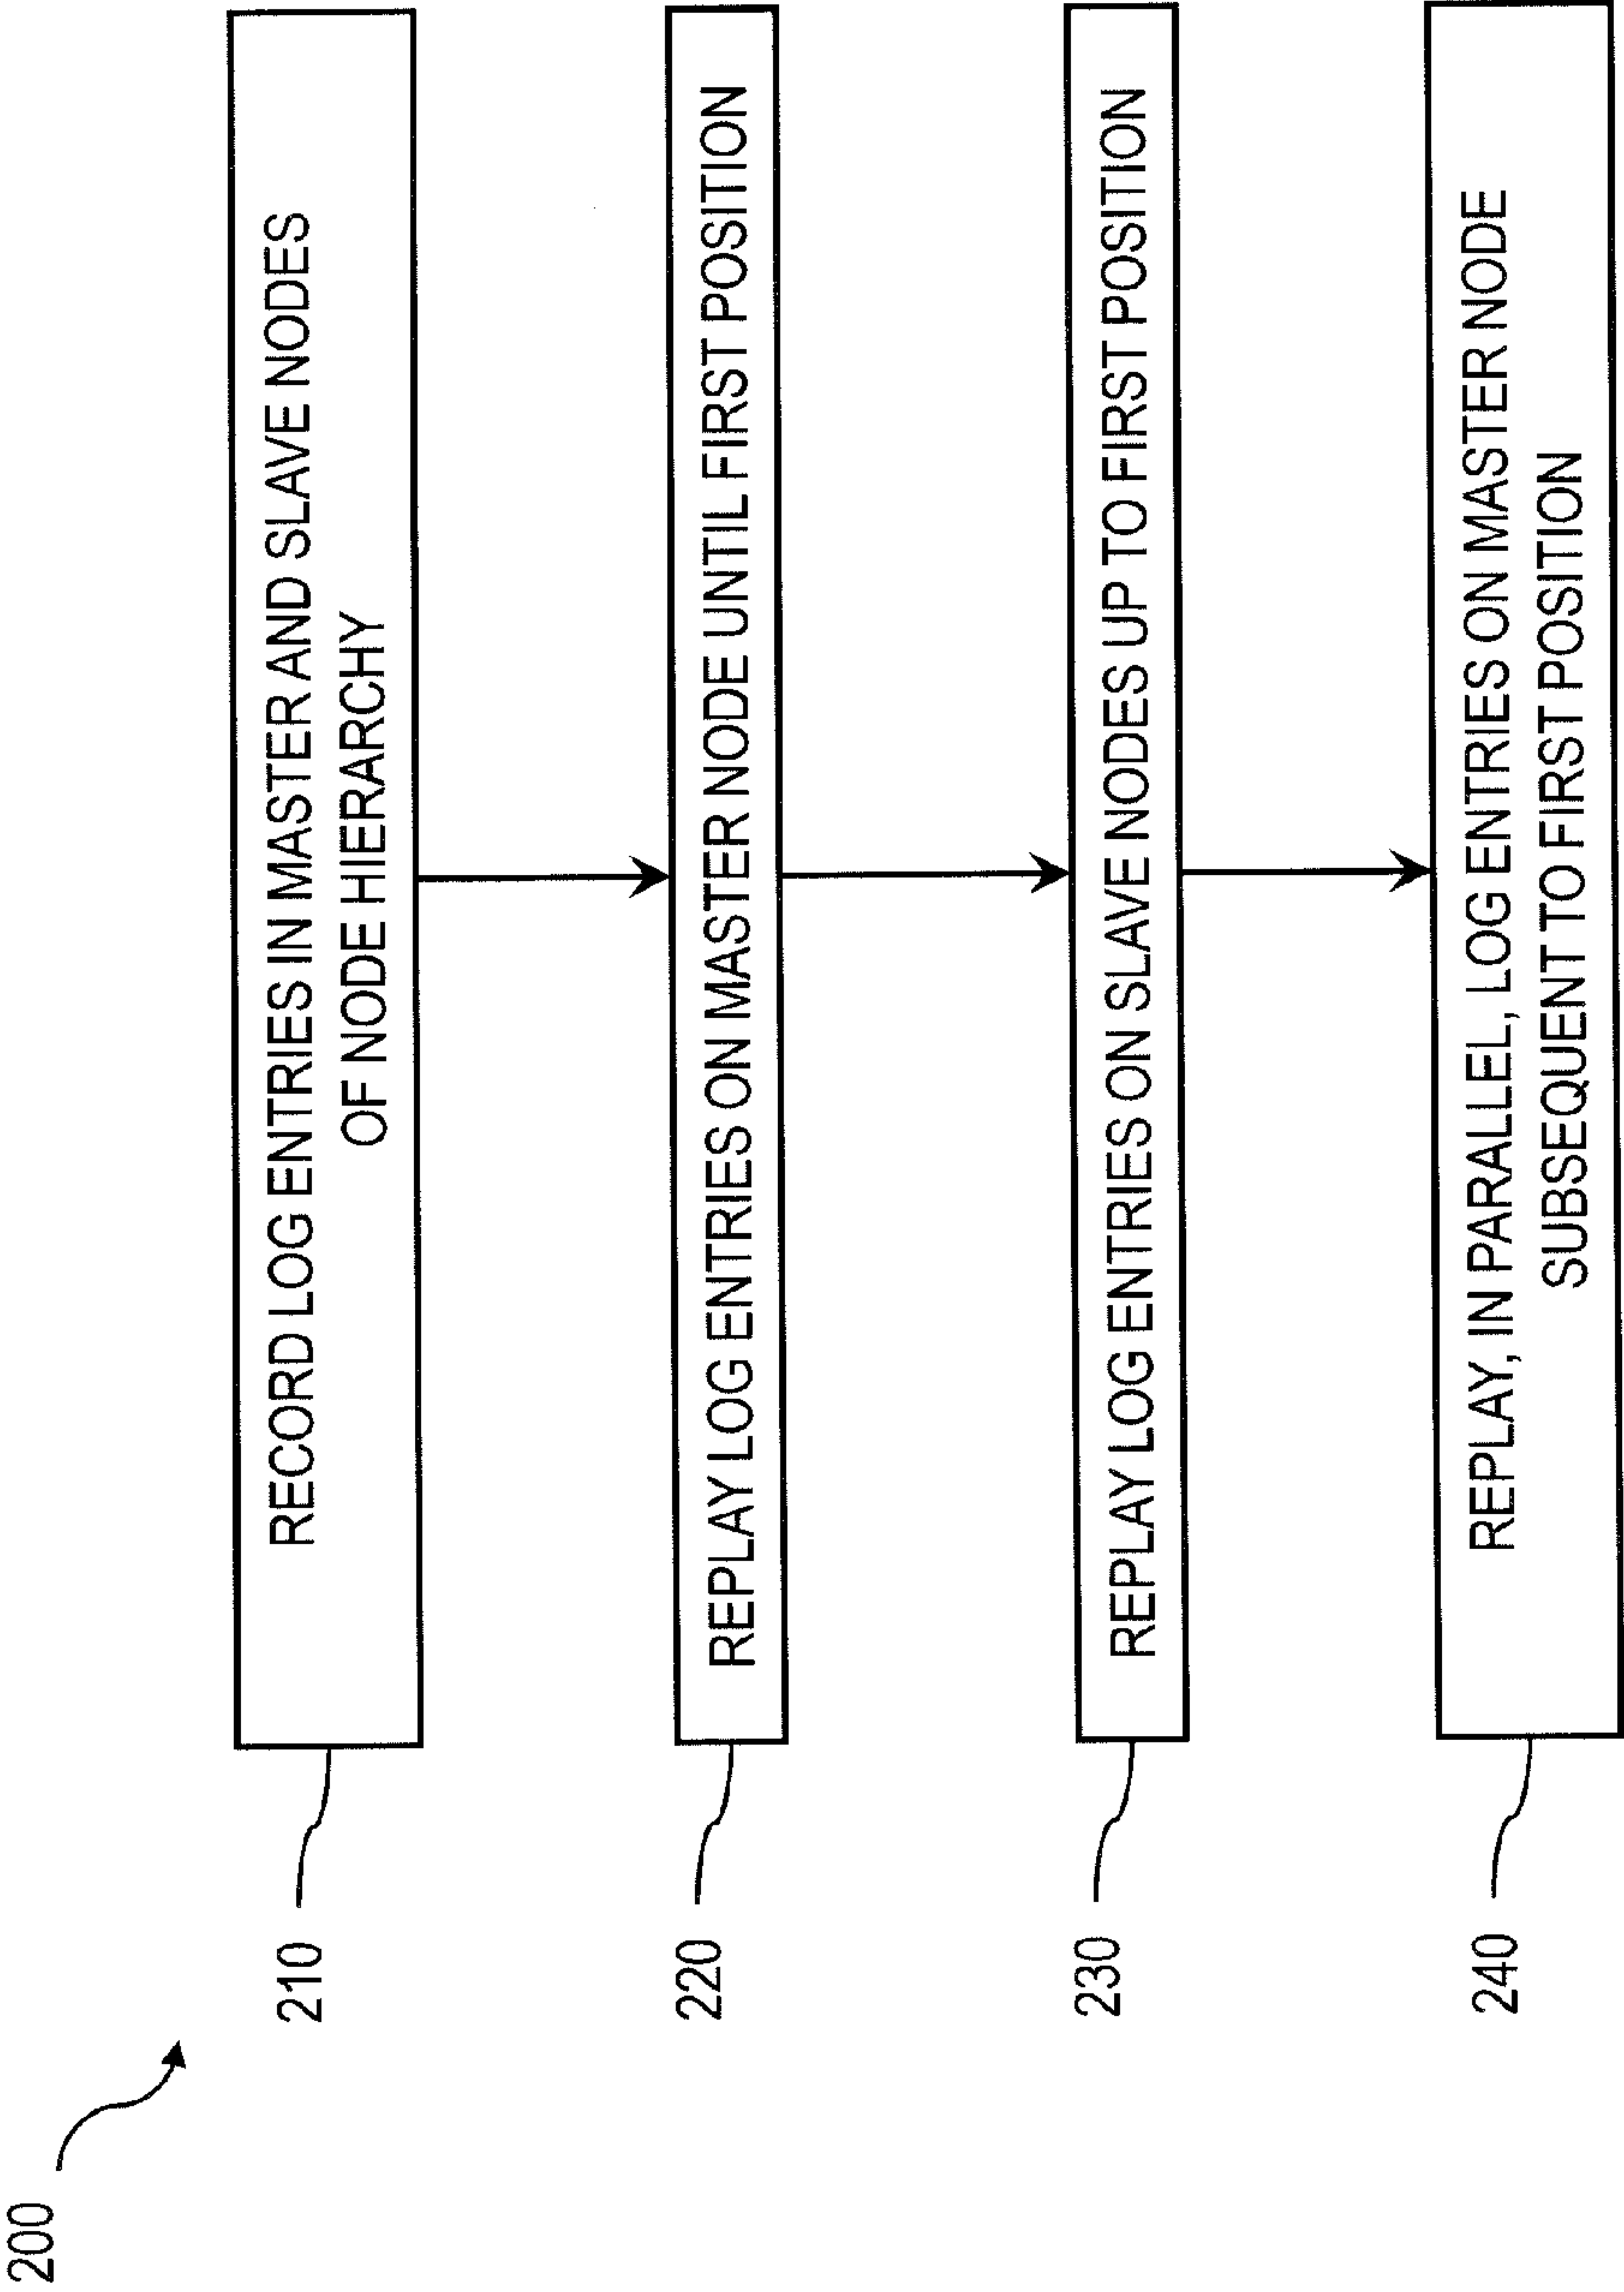 200
210
RECORD LOG ENTRIES IN MASTER AND SLAVE NODES
OF NODE HIERARCHY
220
REPLAY LOG ENTRIES ON MASTER NODE UNTIL FIRST POSITION
230
REPLAY LOG ENTRIES ON SLAVE NODES UP TO FIRST POSITION
240
REPLAY, IN PARALLEL, LOG ENTRIES ON MASTER NODE
SUBSEQUENT TO FIRST POSITION